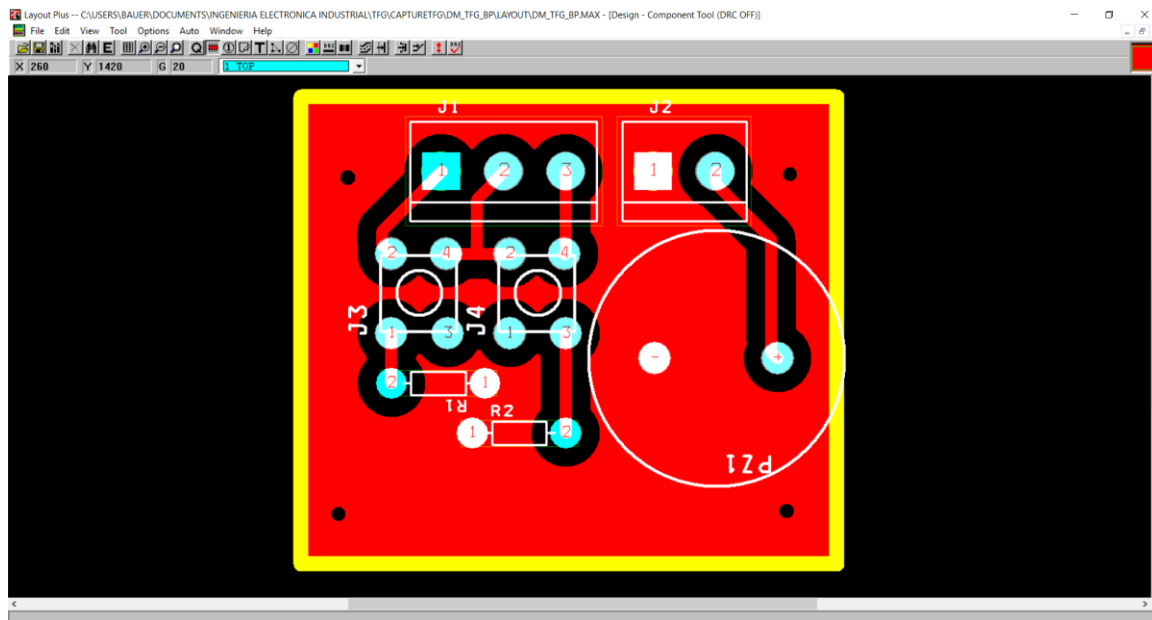 Layout Plus -- C:\USERS\BAUER\DOCUMENTS\INGENIERIA ELECTRONICA INDUSTRIAL\TFG\CAPTURETFG\DM_TFG_BP\LAYOUT\DM_TFG_BP.MAX - [Design - Component Tool (DRC OFF)]
File Edit View Tool Options Auto Window Help
X 260 Y 1420 G 20 1 TOP
J1 J2
1 2 3 1 2
2 4 2 4
J3 J4
1 3 1 3
- +
2 1
R1
R2
1 2
PZ1